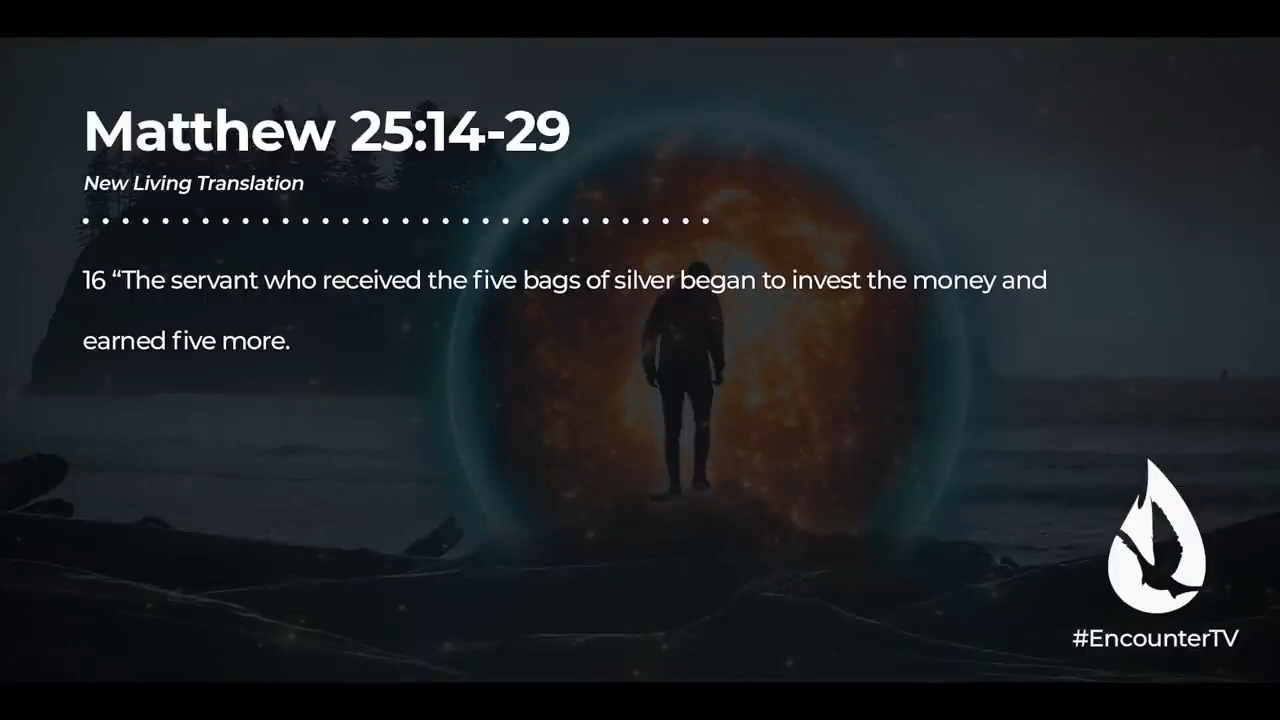 Matthew 25:14-29
New Living Translation
16 “The servant who received the five bags of silver began to invest the money and
earned five more.
#EncounterTV